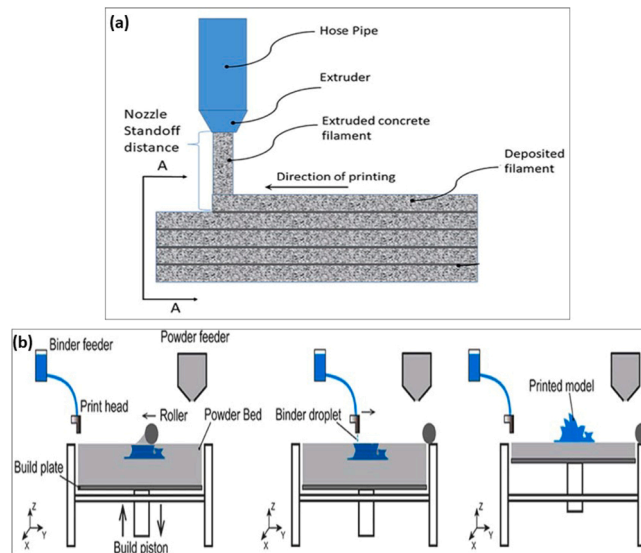 (a)
Hose Pipe
Extruder
Nozzle
Standoff
distance
Extruded concrete
filament
A
Direction of printing
Deposited
filament
A
(b)
Binder feeder
Powder feeder
Print head
Roller
Powder Bed
Build plate
Build piston
Z
Y
X
Binder droplet
Z
Y
X
Printed model
Z
Y
X